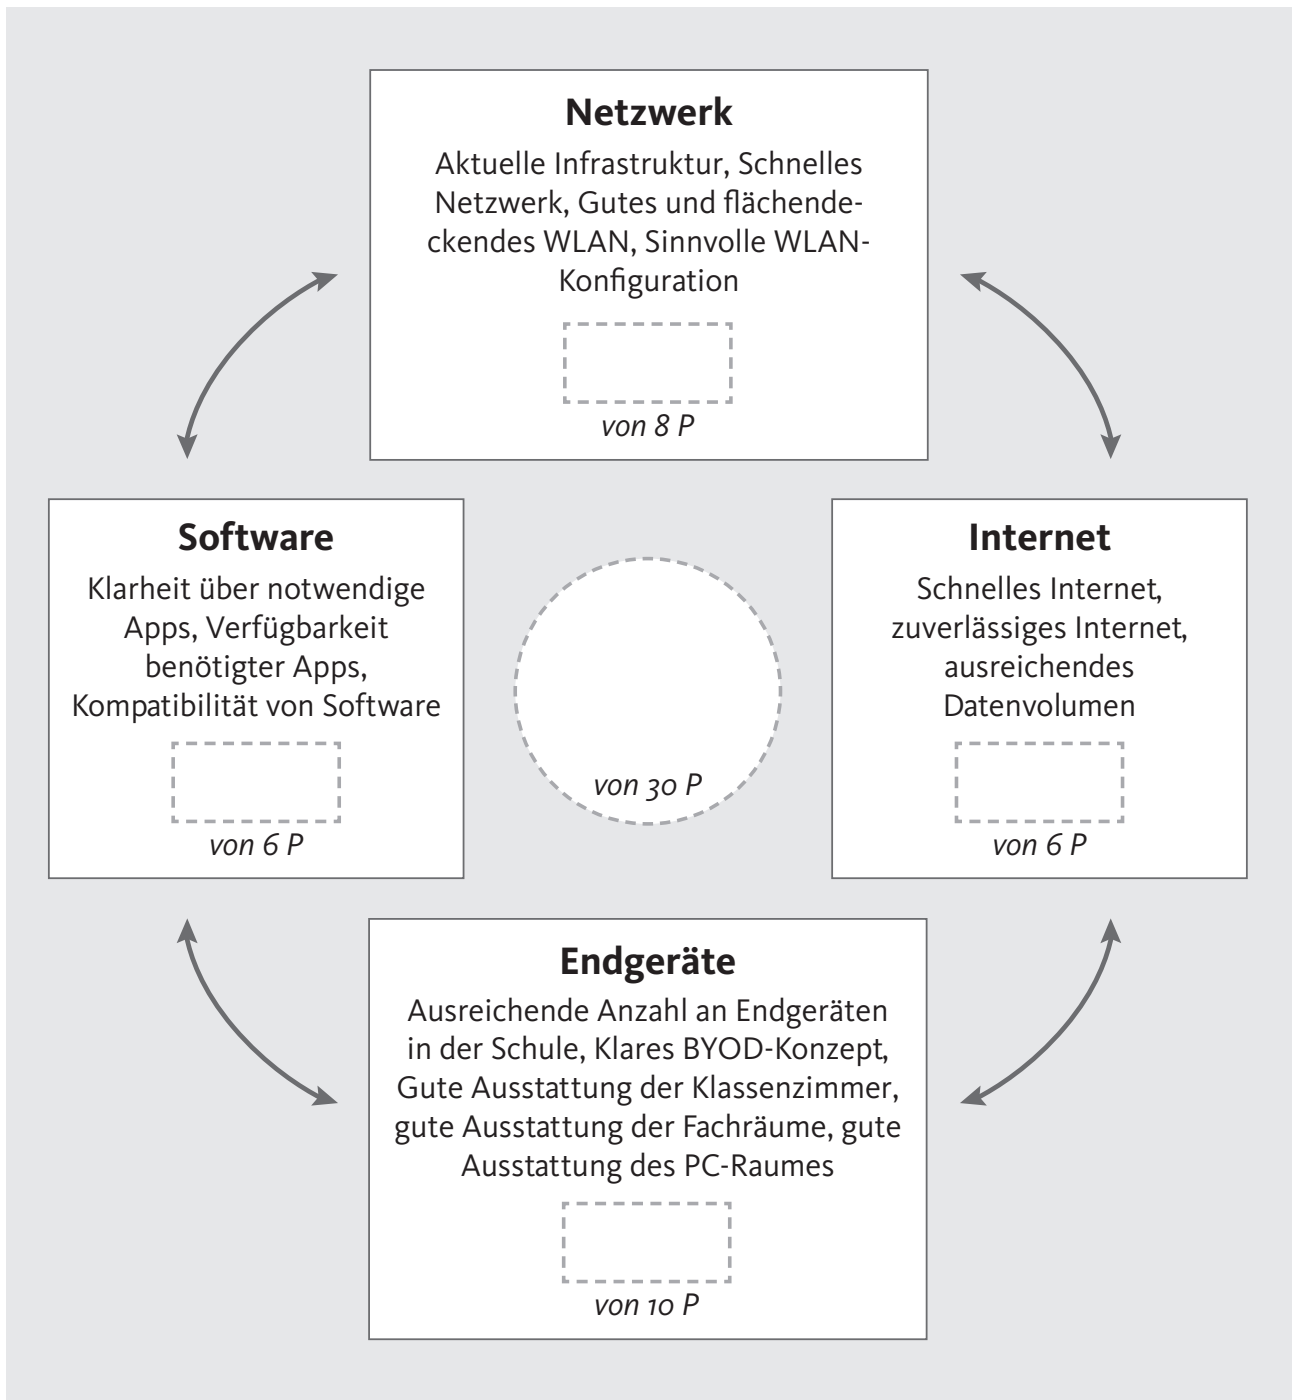 Netzwerk
Aktuelle Infrastruktur, Schnelles
Netzwerk, Gutes und flächende-
ckendes WLAN, Sinnvolle WLAN-
Konfiguration
von 8 P
Software
Klarheit über notwendige
Apps, Verfügbarkeit
benötigter Apps,
Kompatibilität von Software
von 6 P
von 30 P
Internet
Schnelles Internet,
zuverlässiges Internet,
ausreichendes
Datenvolumen
von 6 P
Endgeräte
Ausreichende Anzahl an Endgeräten
in der Schule, Klares BYOD-Konzept,
Gute Ausstattung der Klassenzimmer,
gute Ausstattung der Fachräume, gute
Ausstattung des PC-Raumes
von 10 P